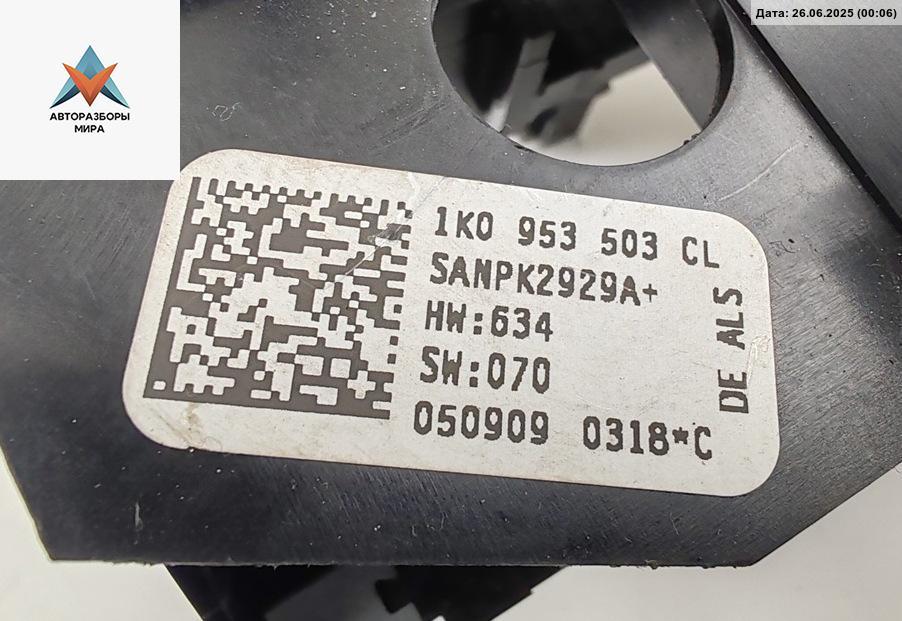 Дата: 26.06.2025 (00:06)
АВТОРАЗБОРЫ
МИРА
1K0 953 503 CL
SANPK2929A+
HW:634
SW:070
050909 0318*C
DE ALS